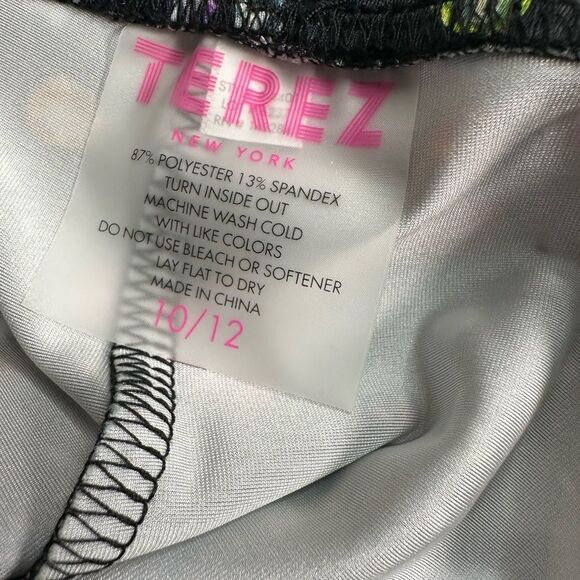 TEREZ
NEW YORK
87% POLYESTER 13% SPANDEX
TURN INSIDE OUT
MACHINE WASH COLD
WITH LIKE COLORS
DO NOT USE BLEACH OR SOFTENER
LAY FLAT TO DRY
MADE IN CHINA
10/12